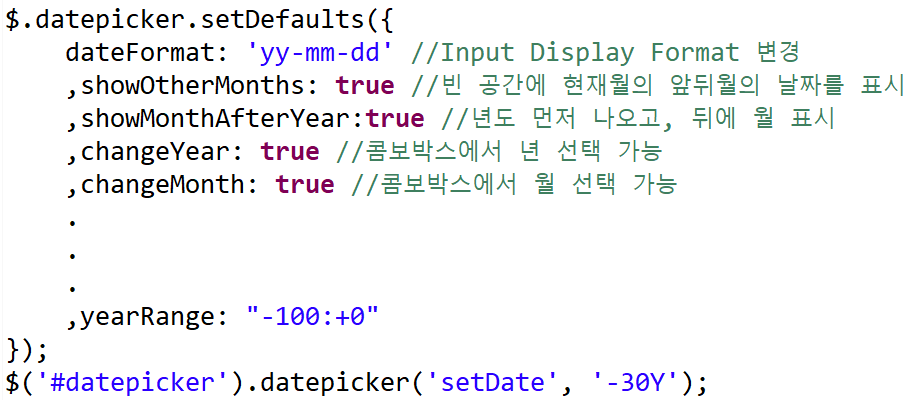 $.datepicker.setDefaults({
    dateFormat: 'yy-mm-dd' //Input Display Format 변경
    ,showOtherMonths: true //빈 공간에 현재월의 앞뒤월의 날짜를 표시
    ,showMonthAfterYear:true //년도 먼저 나오고, 뒤에 월 표시
    ,changeYear: true //콤보박스에서 년 선택 가능
    ,changeMonth: true //콤보박스에서 월 선택 가능
    .
    .
    .
    ,yearRange: "-100:+0"
});
$('#datepicker').datepicker('setDate', '-30Y');